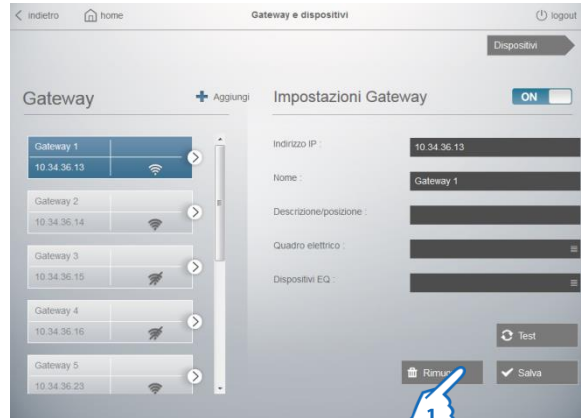 indietro home Gateway e dispositivi logout
Dispositivi
Gateway Aggiungi Impostazioni Gateway ON
Gateway 1
10.34.36.13
Gateway 2
10.34.36.14
Gateway 3
10.34.36.15
Gateway 4
10.34.36.16
Gateway 5
10.34.36.23
Indirizzo IP : 10.34.36.13
Nome : Gateway 1
Descrizione/posizione :
Quadro elettrico :
Dispositivi EQ :
Test
Salva
1